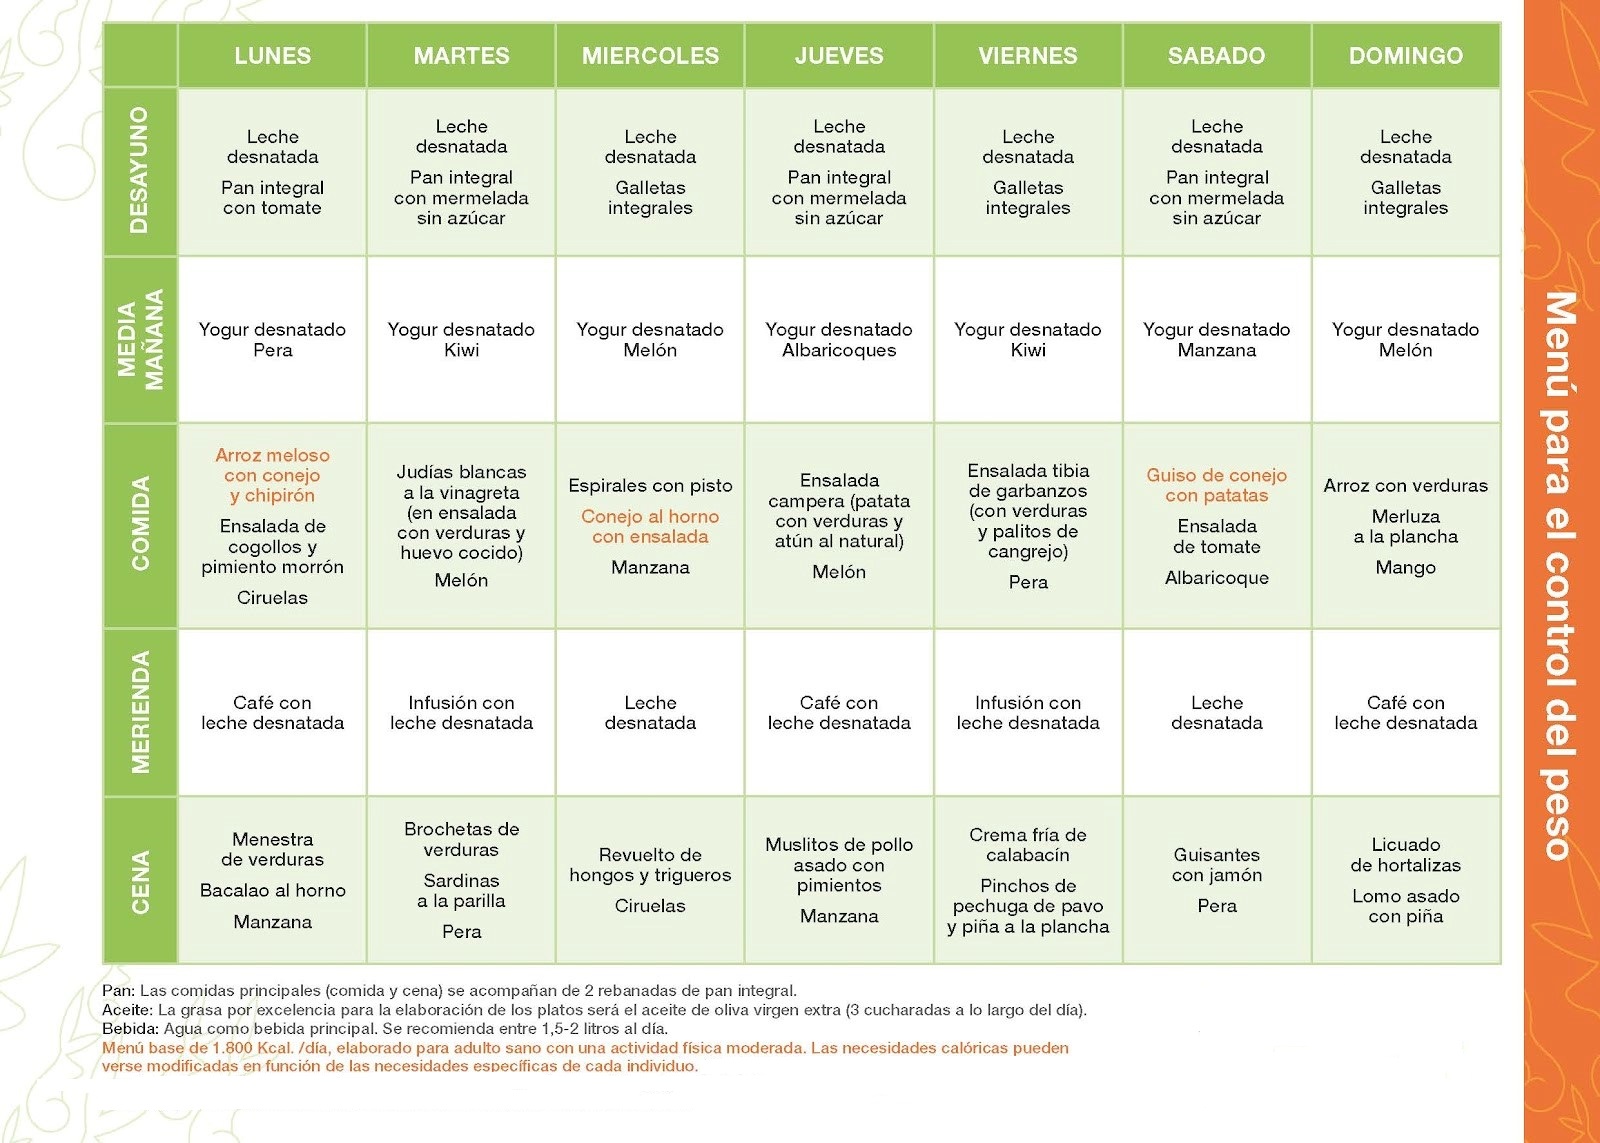 LUNES MARTES MIERCOLES JUEVES VIERNES SABADO DOMINGO
DESAYUNO
Leche
desnatada
Pan integral
con tomate
Leche
desnatada
Pan integral
con mermelada
sin azúcar
Leche
desnatada
Galletas
integrales
Leche
desnatada
Pan integral
con mermelada
sin azúcar
Leche
desnatada
Galletas
integrales
Leche
desnatada
Pan integral
con mermelada
sin azúcar
Leche
desnatada
Galletas
integrales
MEDIA
MAÑANA
Yogur desnatado
Pera
Yogur desnatado
Kiwi
Yogur desnatado
Melón
Yogur desnatado
Albaricoques
Yogur desnatado
Kiwi
Yogur desnatado
Manzana
Yogur desnatado
Melón
COMIDA
Arroz meloso
con conejo
y chipirón
Ensalada de
cogollos y
pimiento morrón
Ciruelas
Judías blancas
a la vinagreta
(en ensalada
con verduras y
huevo cocido)
Melón
Espirales con pisto
Conejo al horno
con ensalada
Manzana
Ensalada
campera (patata
con verduras y
atún al natural)
Melón
Ensalada tibia
de garbanzos
(con verduras
y palitos de
cangrejo)
Pera
Guiso de conejo
con patatas
Ensalada
de tomate
Albaricoque
Arroz con verduras
Merluza
a la plancha
Mango
MERIENDA
Café con
leche desnatada
Infusión con
leche desnatada
Leche
desnatada
Café con
leche desnatada
Infusión con
leche desnatada
Leche
desnatada
Café con
leche desnatada
CENA
Menestra
de verduras
Bacalao al horno
Manzana
Brochetas de
verduras
Sardinas
a la parilla
Pera
Revuelto de
hongos y trigueros
Ciruelas
Muslitos de pollo
asado con
pimientos
Manzana
Crema fría de
calabacín
Pinchos de
pechuga de pavo
y piña a la plancha
Guisantes
con jamón
Pera
Licuado
de hortalizas
Lomo asado
con piña
Pan: Las comidas principales (comida y cena) se acompañan de 2 rebanadas de pan integral.
Aceite: La grasa por excelencia para la elaboración de los platos será el aceite de oliva virgen extra (3 cucharadas a lo largo del día).
Bebida: Agua como bebida principal. Se recomienda entre 1,5-2 litros al día.
Menú base de 1.800 Kcal. /día, elaborado para adulto sano con una actividad física moderada. Las necesidades calóricas pueden
verse modificadas en función de las necesidades específicas de cada individuo.
Menú para el control del peso